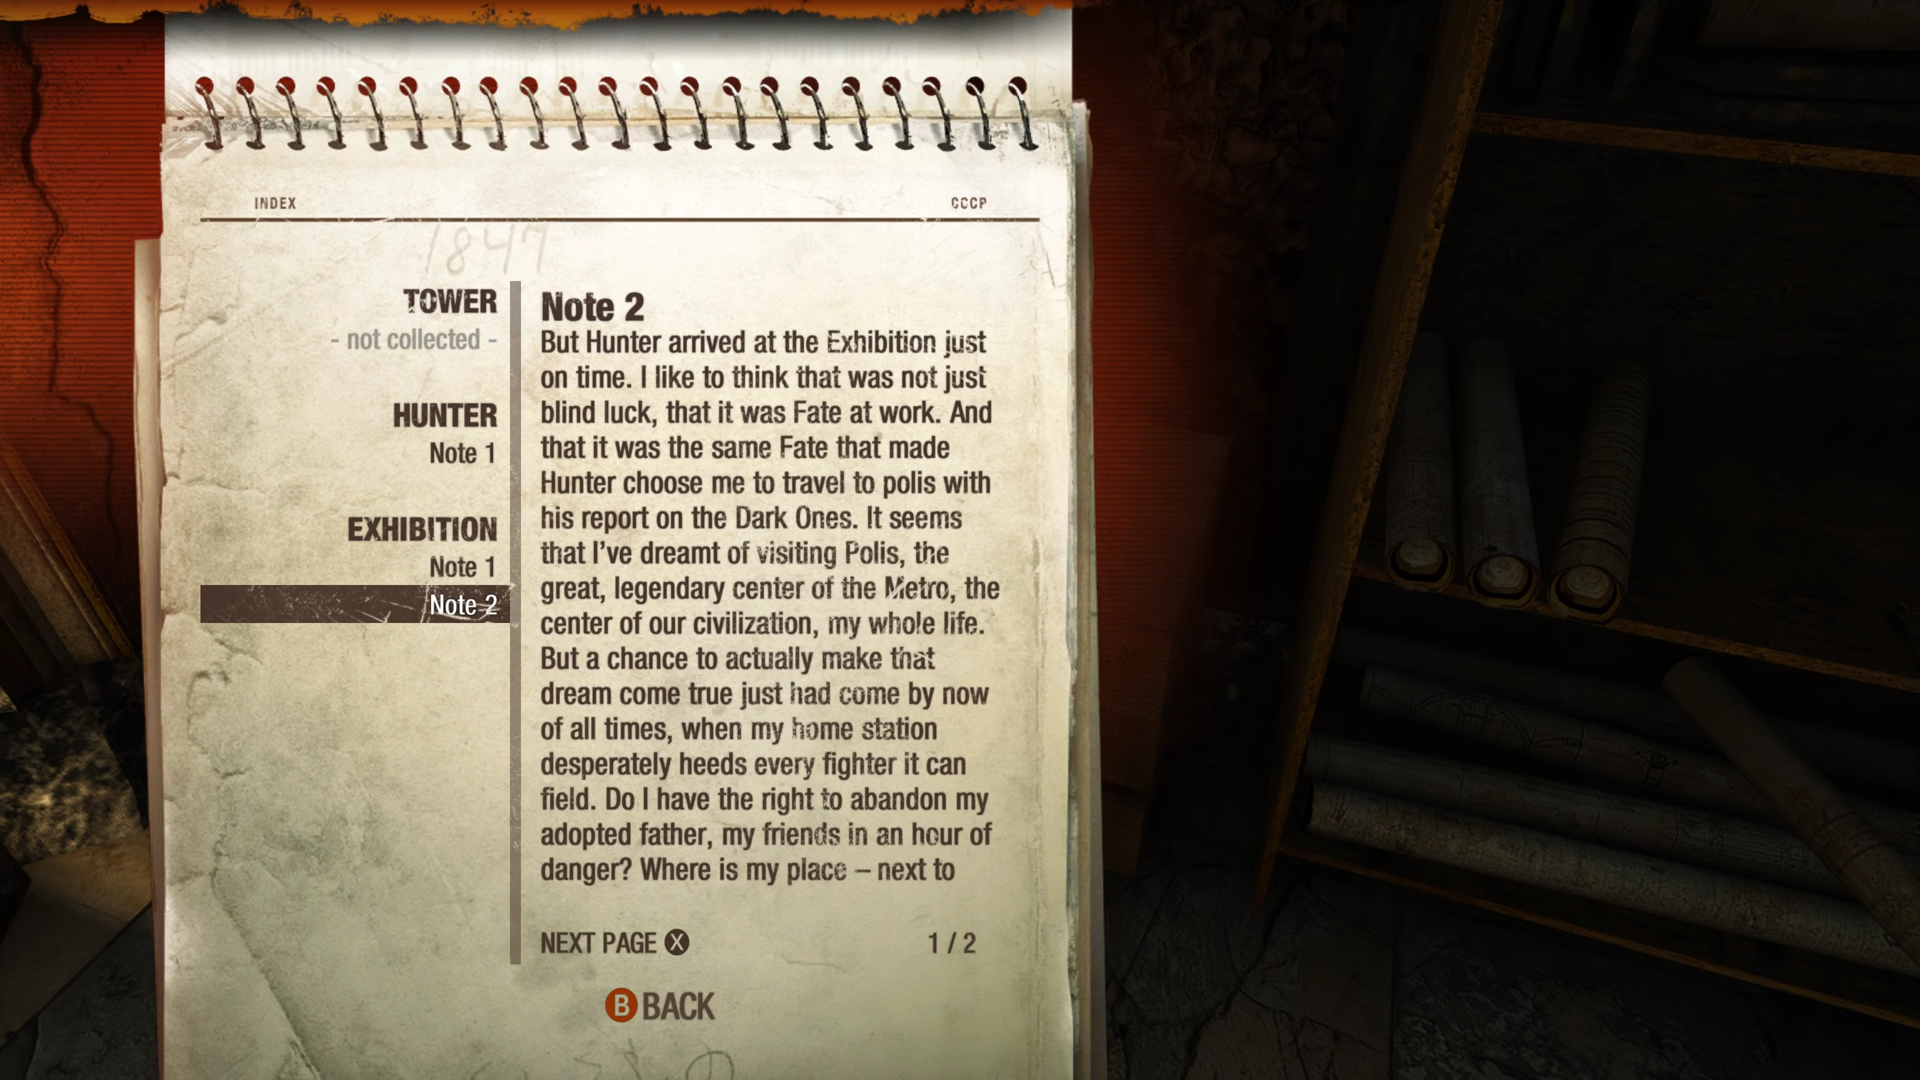 INDEX
CCCP
1847
TOWER
- not collected -
HUNTER
Note 1
EXHIBITION
Note 1
Note 2
Note 2
But Hunter arrived at the Exhibition just
on time. I like to think that was not just
blind luck, that it was Fate at work. And
that it was the same Fate that made
Hunter choose me to travel to polis with
his report on the Dark Ones. It seems
that I've dreamt of visiting Polis, the
great, legendary center of the Metro, the
center of our civilization, my whole life.
But a chance to actually make that
dream come true just had come by now
of all times, when my home station
desperately heeds every fighter it can
field. Do I have the right to abandon my
adopted father, my friends in an hour of
danger? Where is my place – next to
NEXT PAGE X
1 / 2
B BACK